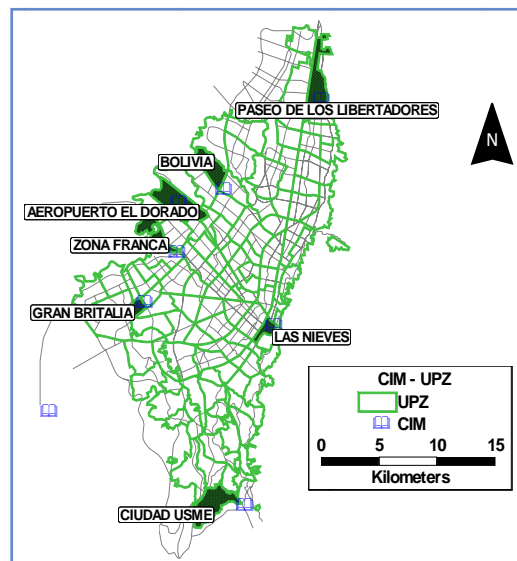 PASEO DE LOS LIBERTADORES
N
BOLIVIA
AEROPUERTO EL DORADO
ZONA FRANCA
GRAN BRITALIA
LAS NIEVES
CIM - UPZ
UPZ
CIM
0 5 10 15
Kilometers
CIUDAD USME